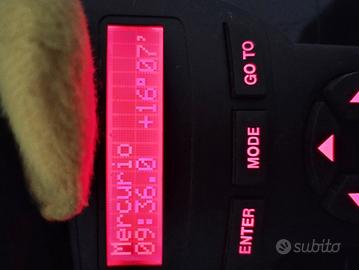 Mercurio
09:36.0 +16°07'
ENTER
MODE
GO TO
subito